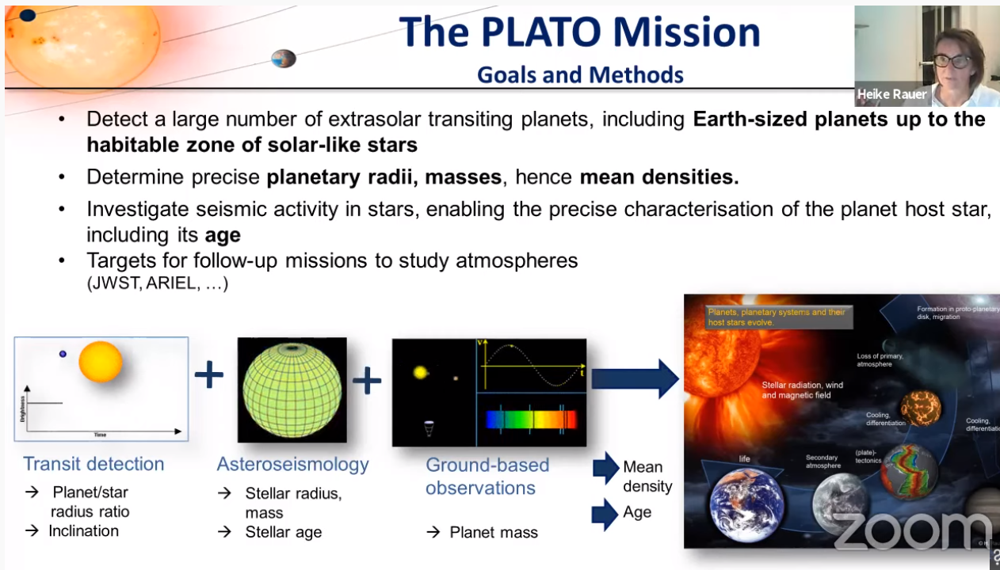 The PLATO Mission
Goals and Methods
Heike Rauer
• Detect a large number of extrasolar transiting planets, including Earth-sized planets up to the
habitable zone of solar-like stars
• Determine precise planetary radii, masses, hence mean densities.
• Investigate seismic activity in stars, enabling the precise characterisation of the planet host star,
including its age
• Targets for follow-up missions to study atmospheres
(JWST, ARIEL, …)
Brightness
Time
+
+
V
t
Transit detection
→ Planet/star
radius ratio
→ Inclination
Asteroseismology
→ Stellar radius,
mass
→ Stellar age
Ground-based
observations
→ Planet mass
Mean
density
Age
Planets, planetary systems and their
host stars evolve.
Formation in proto-planetary
disk, migration
Loss of primary,
atmosphere
Stellar radiation, wind
and magnetic field
Cooling,
differentiation
Cooling,
(plate)-
tectonics
Secondary
atmosphere
life
zoom